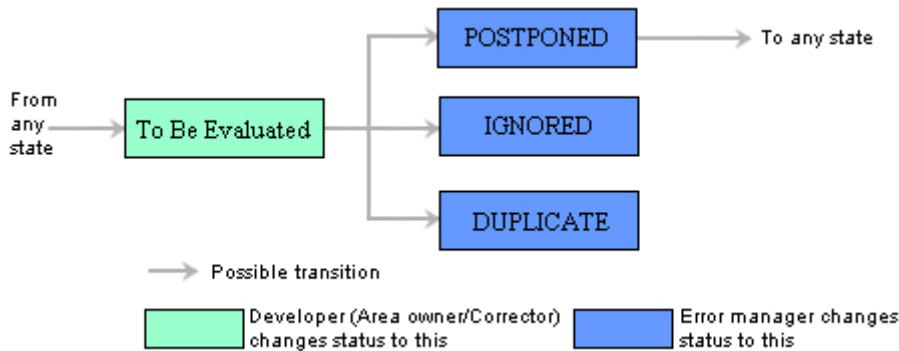 POSTPONED
To any state
From
any
state
To Be Evaluated
IGNORED
DUPLICATE
Possible transition
Developer (Area owner/Corrector)
changes status to this
Error manager changes
status to this